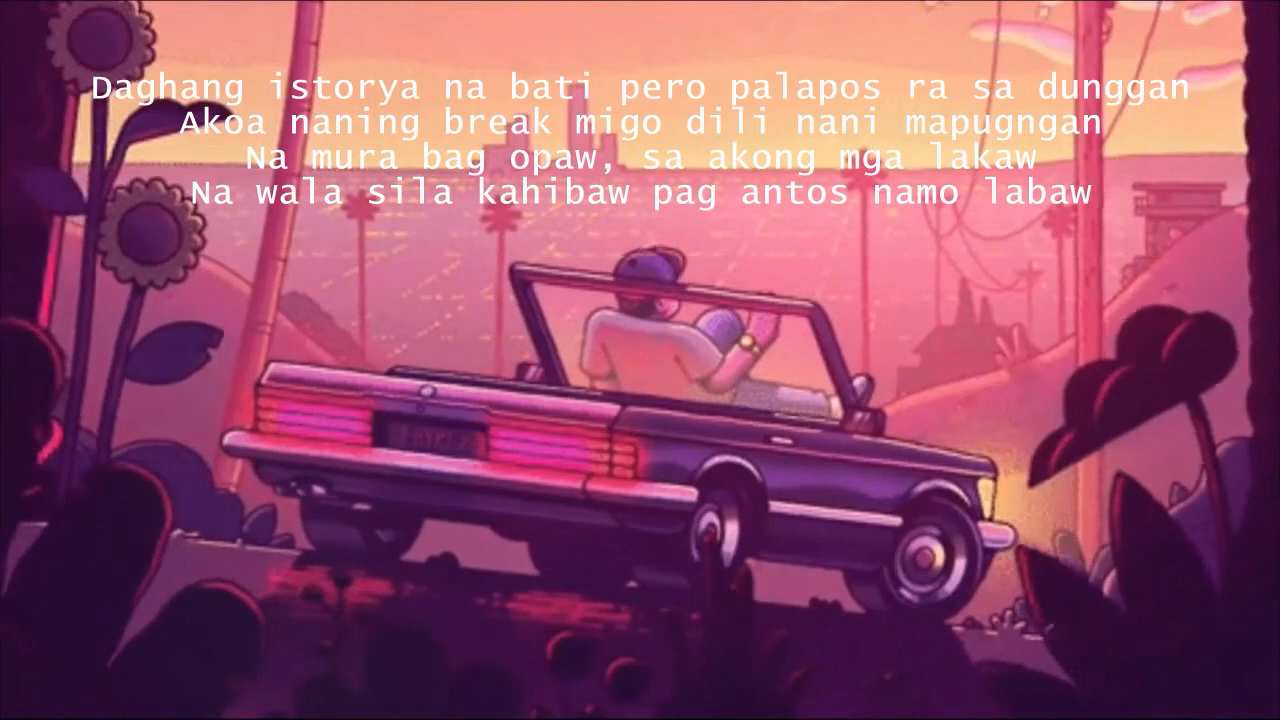 Daghang istorya na bati pero palapos ra sa dunggan
Akoa naning break migo dili nani mapugngan
Na mura bag opaw, sa akong mga lakaw
Na wala sila kahibaw pag antos namo labaw